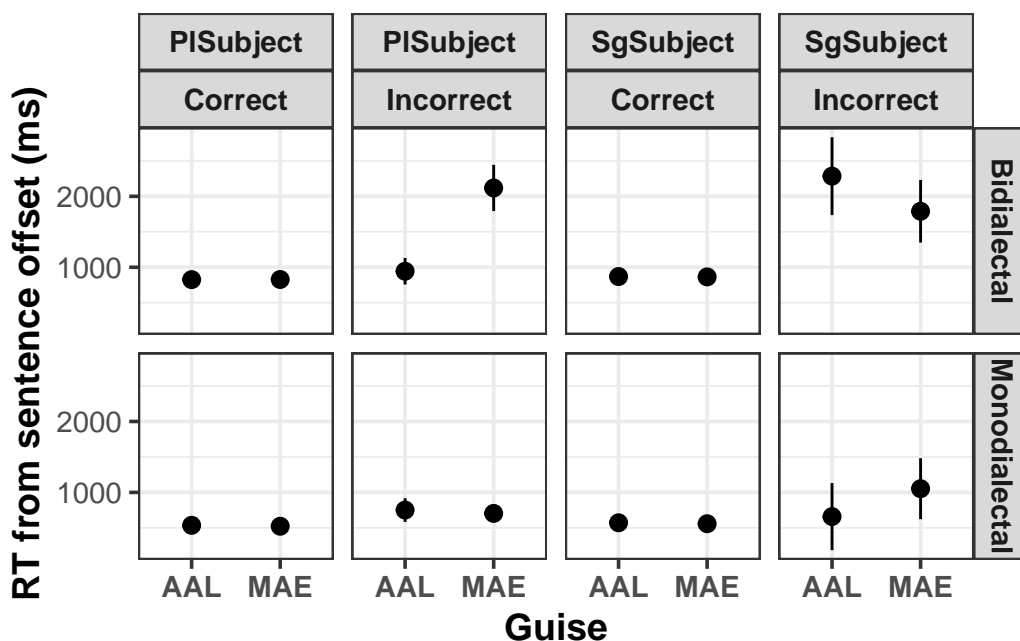 PlSubject PlSubject SgSubject SgSubject
Correct Incorrect Correct Incorrect
RT from sentence offset (ms)
2000
1000
Bidialectal
2000
1000
Monodialectal
AAL MAE AAL MAE AAL MAE AAL MAE
Guise